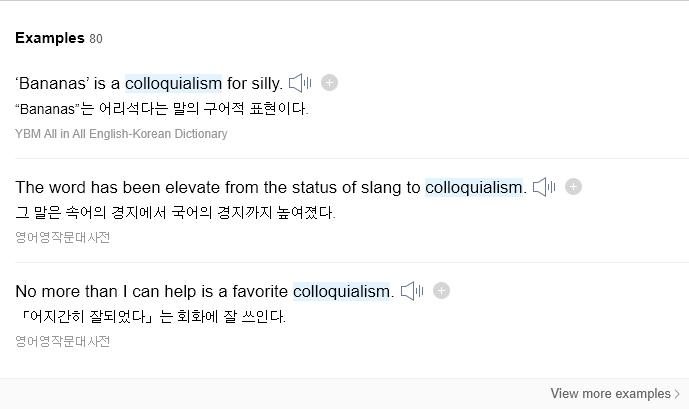 Examples 80
‘Bananas’ is a colloquialism for silly.
“Bananas”는 어리석다는 말의 구어적 표현이다.
YBM All in All English-Korean Dictionary
The word has been elevate from the status of slang to colloquialism.
그 말은 속어의 경지에서 국어의 경지까지 높여졌다.
영어영작문대사전
No more than I can help is a favorite colloquialism.
「어지간히 잘되었다」는 회화에 잘 쓰인다.
영어영작문대사전
View more examples